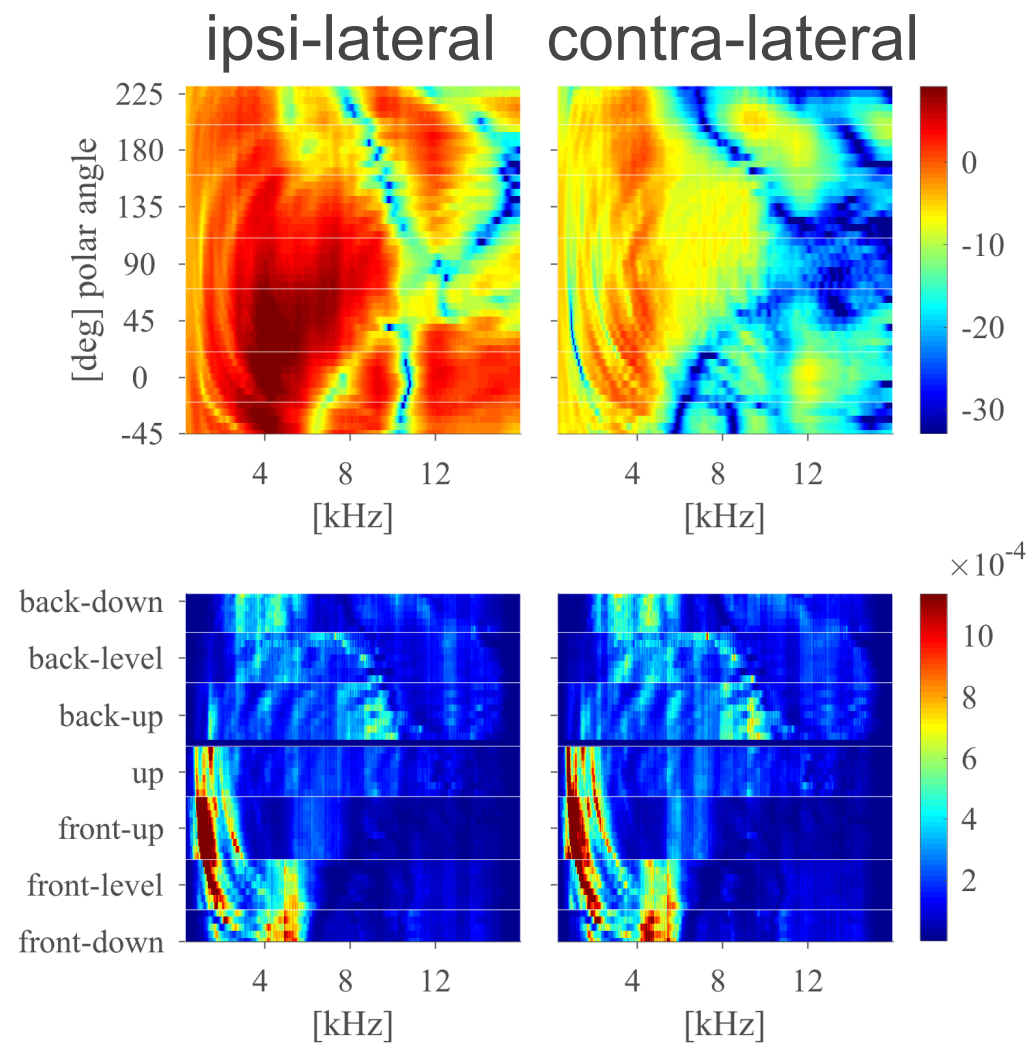 ipsi-lateral contra-lateral
225
180
135
90
45
0
-45
[deg] polar angle
4 8 12 4 8 12
[kHz] [kHz]
0
-10
-20
-30
×10-4
back-down
back-level
back-up
up
front-up
front-level
front-down
4 8 12 4 8 12
[kHz] [kHz]
10
8
6
4
2